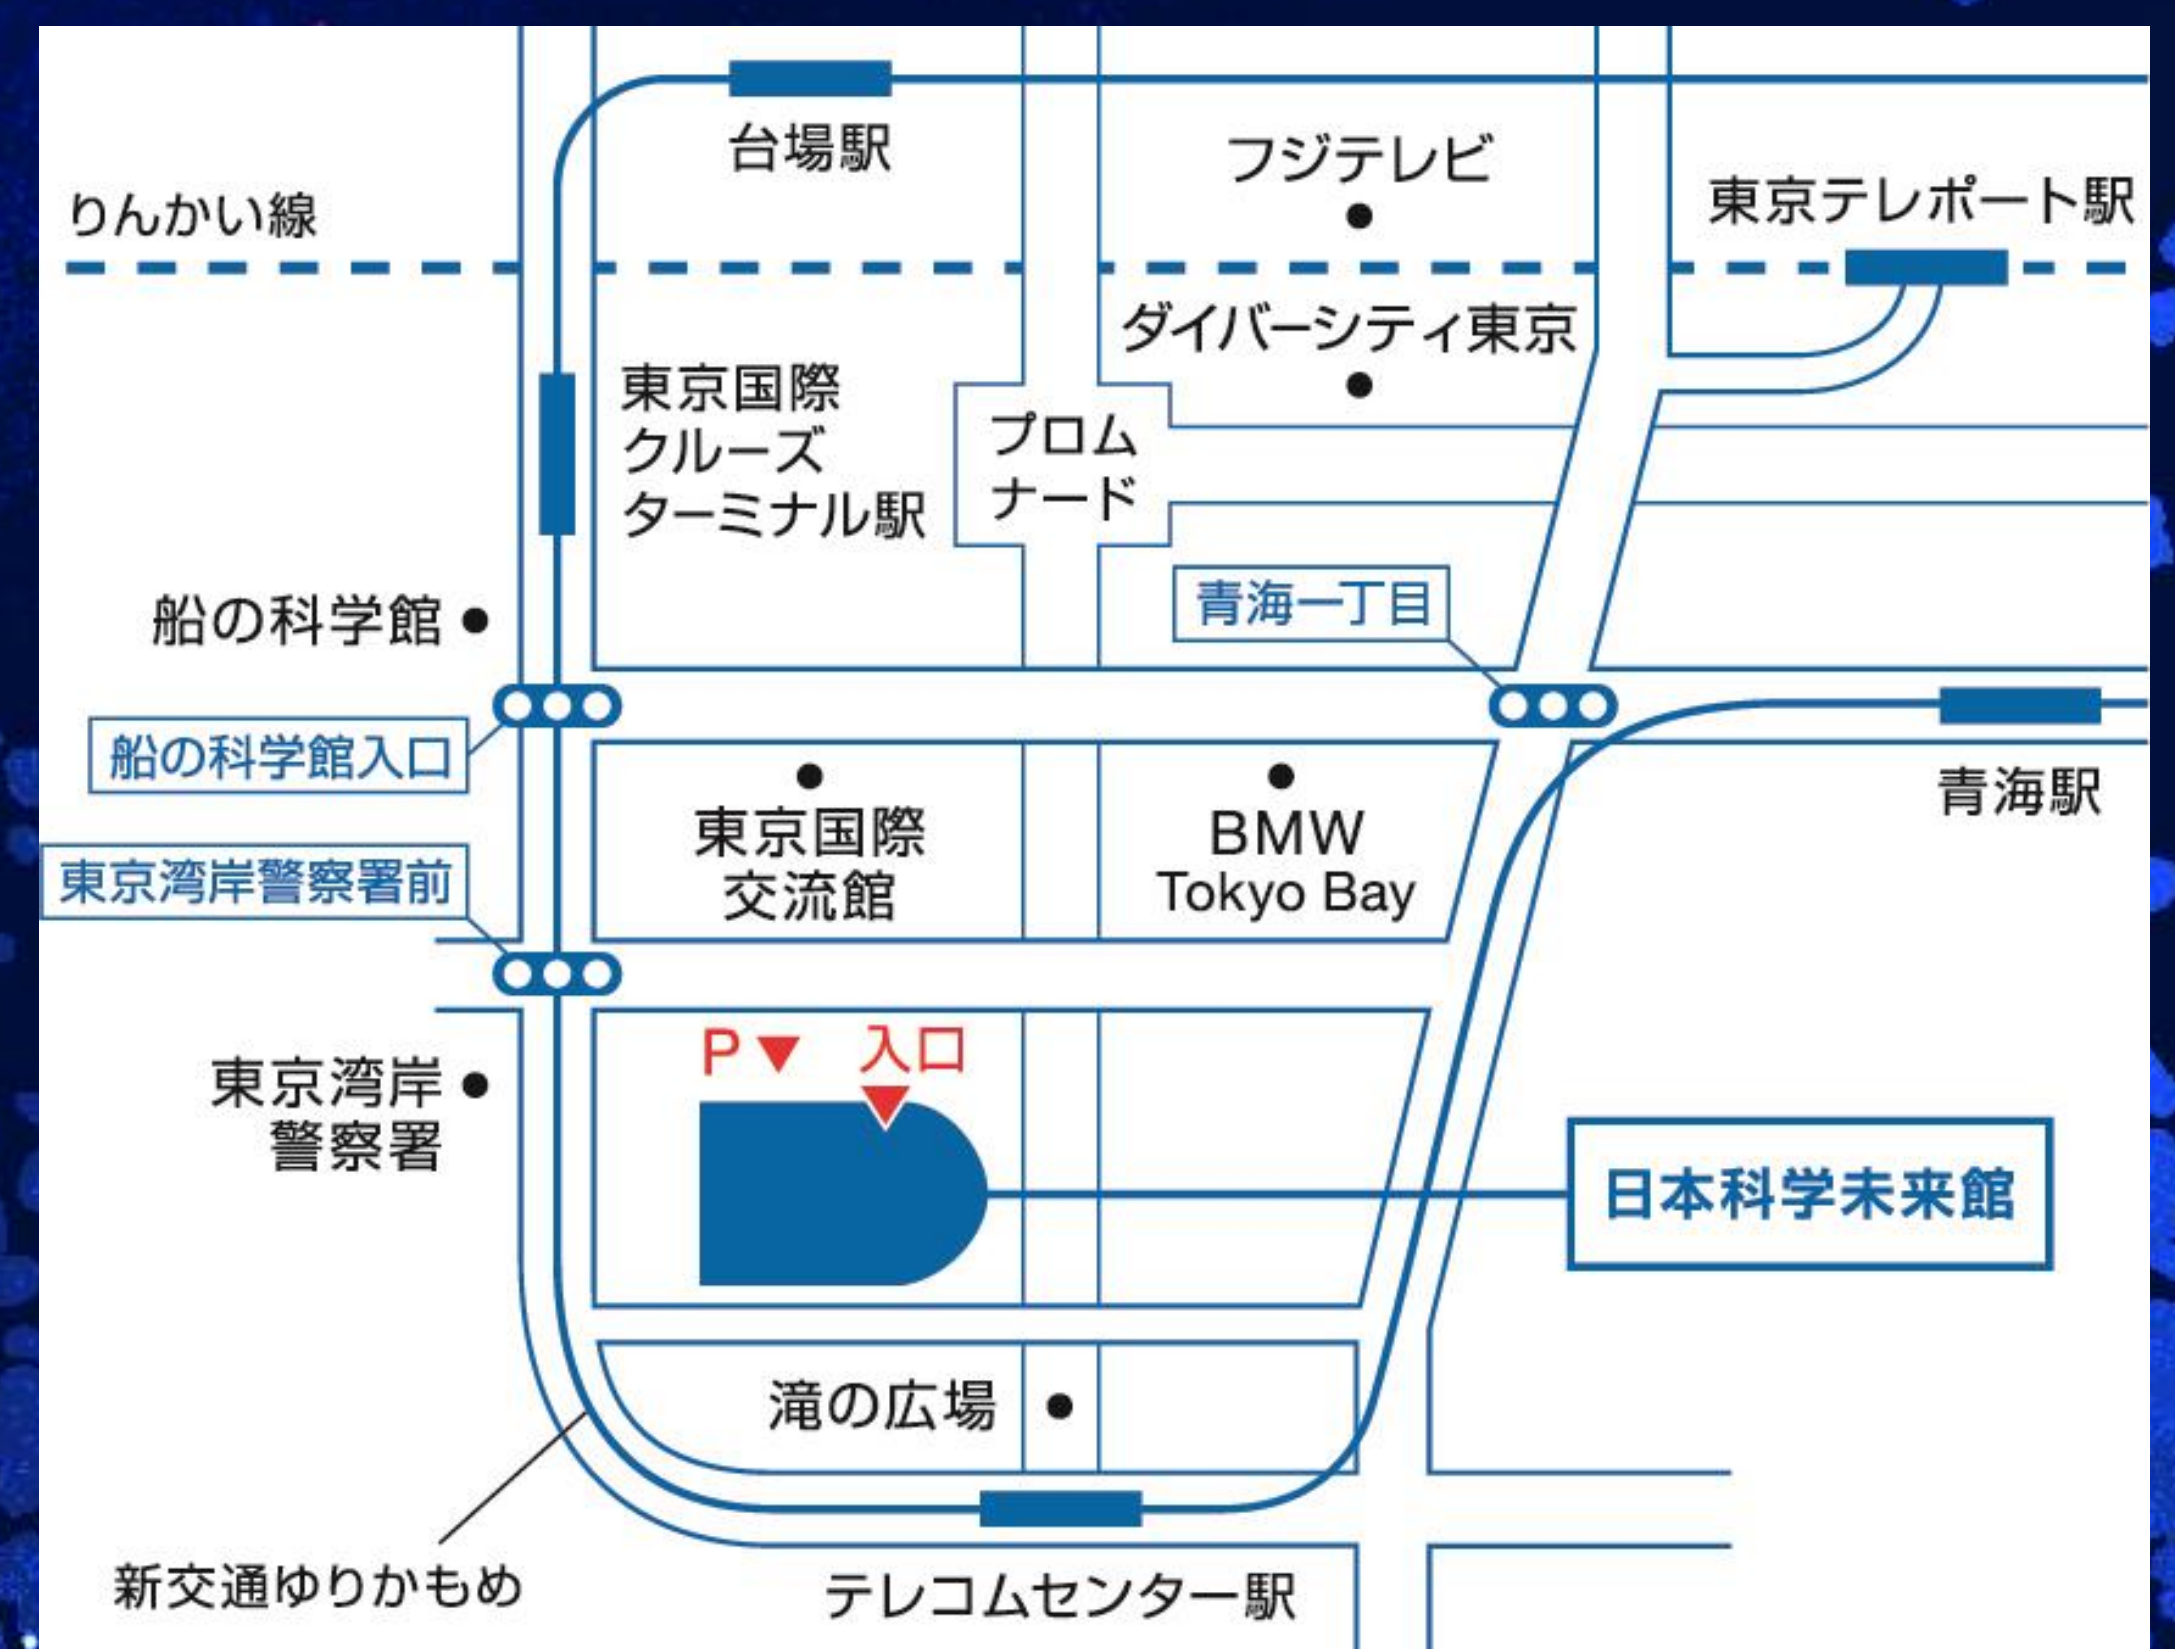 台場駅
フジテレビ
東京テレポート駅
りんかい線
ダイバーシティ東京
東京国際
クルーズ
ターミナル駅
プロム
ナード
青海一丁目
船の科学館
船の科学館入口
青海駅
東京国際
交流館
BMW
Tokyo Bay
東京湾岸警察署前
P
入口
東京湾岸
警察署
日本科学未来館
滝の広場
新交通ゆりかもめ
テレコムセンター駅